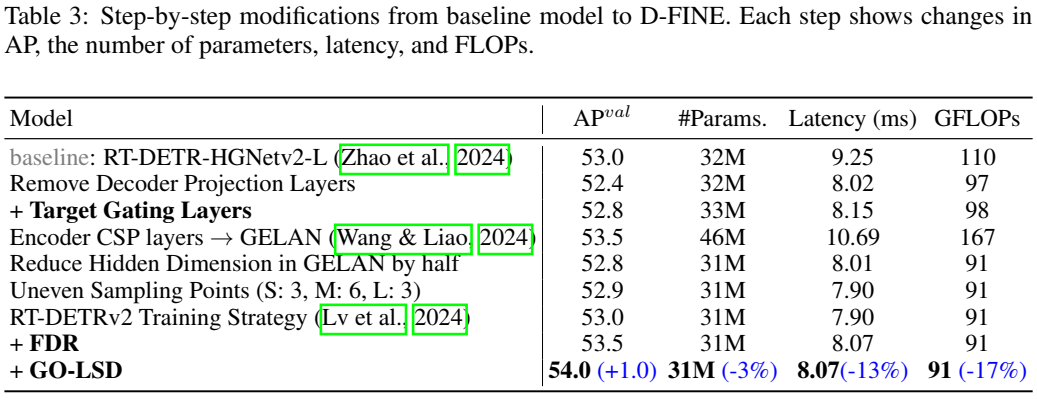 Table 3: Step-by-step modifications from baseline model to D-FINE. Each step shows changes in
AP, the number of parameters, latency, and FLOPs.
Model AP^val #Params. Latency (ms) GFLOPs
baseline: RT-DETR-HGNetv2-L (Zhao et al., 2024) 53.0 32M 9.25 110
Remove Decoder Projection Layers 52.4 32M 8.02 97
+ Target Gating Layers 52.8 33M 8.15 98
Encoder CSP layers → GELAN (Wang & Liao, 2024) 53.5 46M 10.69 167
Reduce Hidden Dimension in GELAN by half 52.8 31M 8.01 91
Uneven Sampling Points (S: 3, M: 6, L: 3) 52.9 31M 7.90 91
RT-DETRv2 Training Strategy (Lv et al., 2024) 53.0 31M 7.90 91
+ FDR 53.5 31M 8.07 91
+ GO-LSD 54.0 (+1.0) 31M (-3%) 8.07(-13%) 91 (-17%)